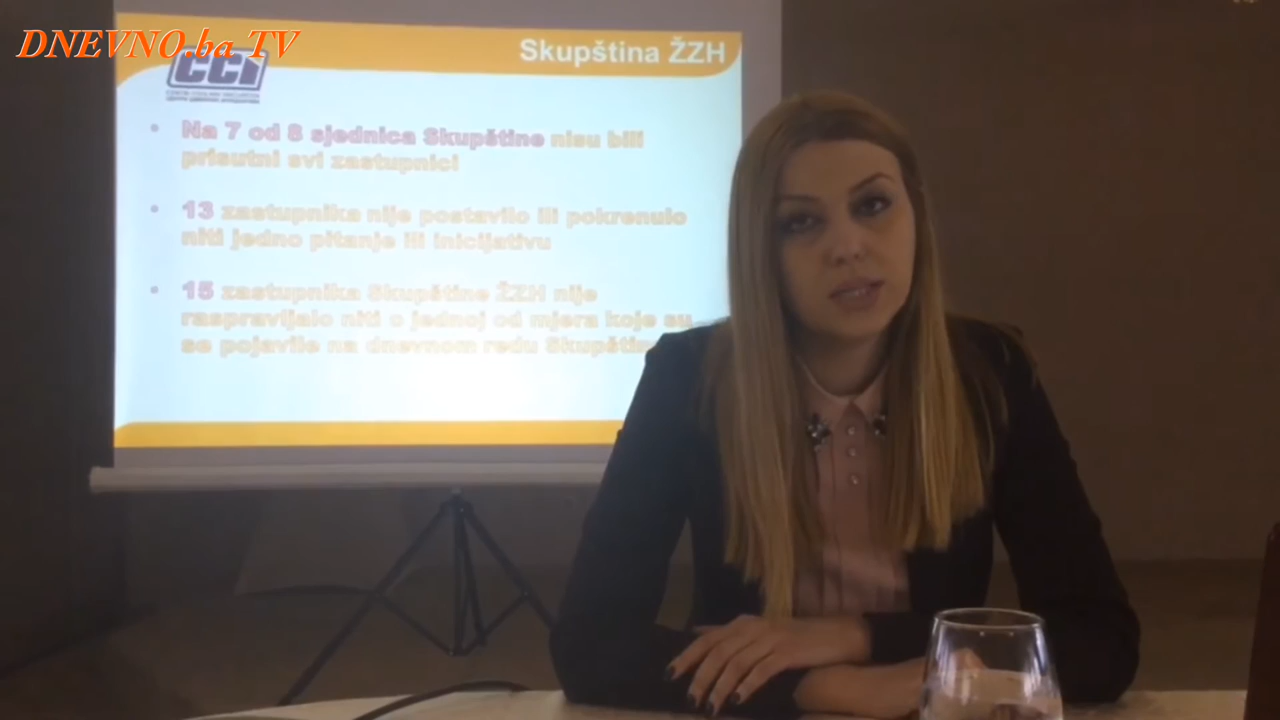 DNEVNO.ba TV
Skupština ŽZH
CCI
• Na 7 od 8 sjednica Skupštine nisu bili
prisutni svi zastupnici
• 13 zastupnika nije postavilo ili pokrenulo
niti jedno pitanje ili inicijativu
• 15 zastupnika Skupštine ŽZH nije
raspravljalo niti o jednoj od mjera koje su
se pojavile na dnevnom redu